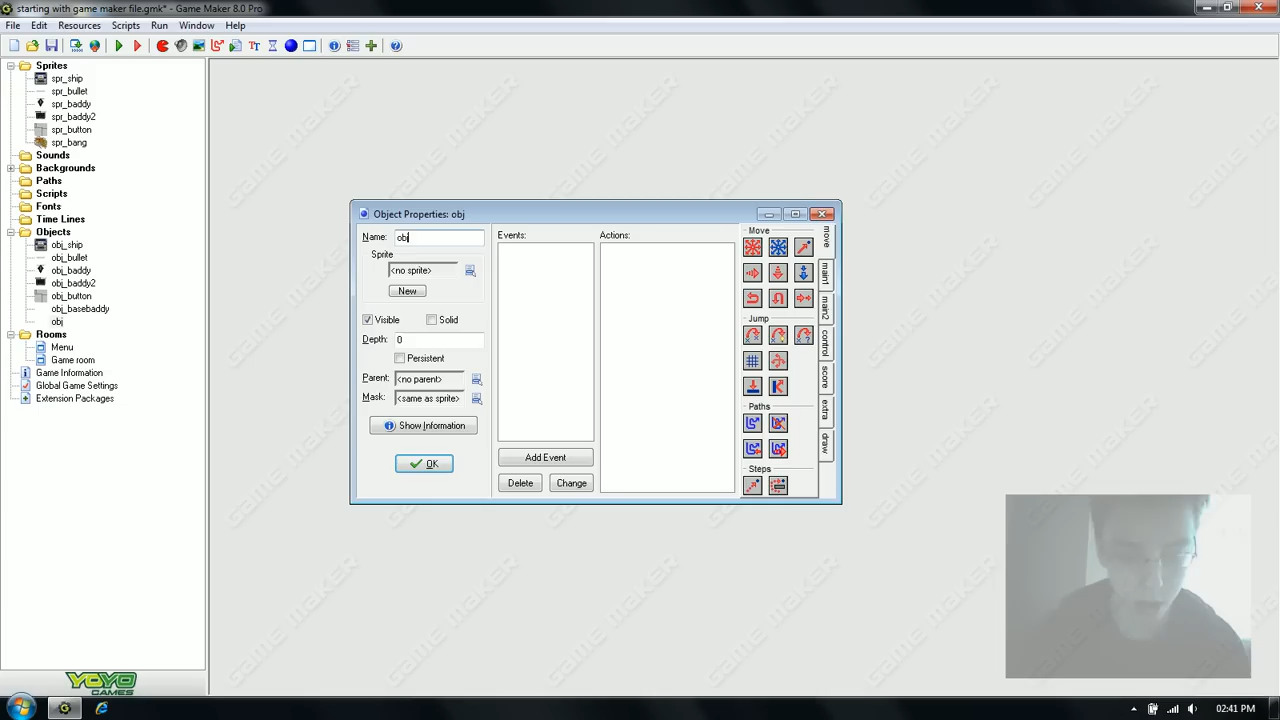 starting with game maker file.gmk* - Game Maker 8.0 Pro
File Edit Resources Scripts Run Window Help
Sprites
spr_ship
spr_bullet
spr_baddy
spr_baddy2
spr_button
spr_bang
Sounds
Backgrounds
Paths
Scripts
Fonts
Time Lines
Objects
obj_ship
obj_bullet
obj_baddy
obj_baddy2
obj_button
obj_basebaddy
obj
Rooms
Menu
Game room
Game Information
Global Game Settings
Extension Packages
Object Properties: obj
Name: obj
Sprite
<no sprite>
New
Visible Solid
Depth: 0
Persistent
Parent: <no parent>
Mask: <same as sprite>
Show Information
OK
Events:
Add Event
Delete Change
Actions:
Move
Jump
Paths
Steps
move
main1
main2
control
score
extra
draw
GAME MAKER
YOYO
GAMES
02:41 PM